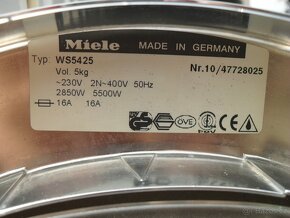 Miele MADE IN GERMANY
Typ: WS5425 Nr.10/47728025
Vol. 5kg
~230V 2N~400V 50Hz
2850W 5500W
16A 16A
ÖVE